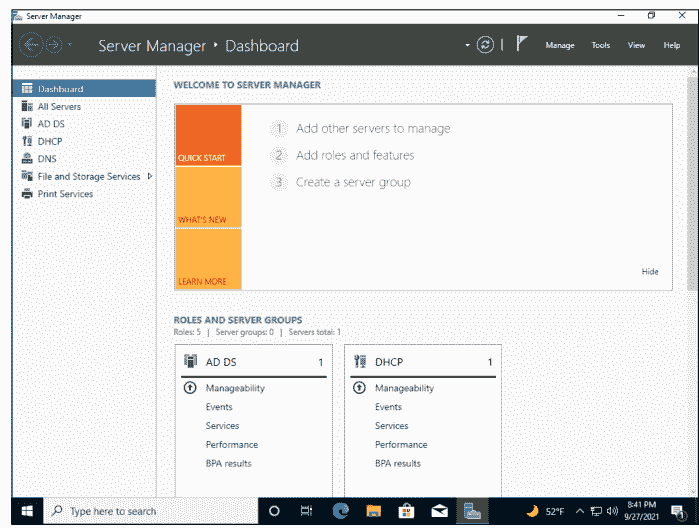 Server Manager
Server Manager • Dashboard
Manage Tools View Help
Dashboard
All Servers
AD DS
DHCP
DNS
File and Storage Services
Print Services
WELCOME TO SERVER MANAGER
QUICK START
WHAT'S NEW
LEARN MORE
1 Add other servers to manage
2 Add roles and features
3 Create a server group
Hide
ROLES AND SERVER GROUPS
Roles: 5 | Server groups: 0 | Servers total: 1
AD DS 1
Manageability
Events
Services
Performance
BPA results
DHCP 1
Manageability
Events
Services
Performance
BPA results
Type here to search
52°F
8:41 PM
9/27/2021
1